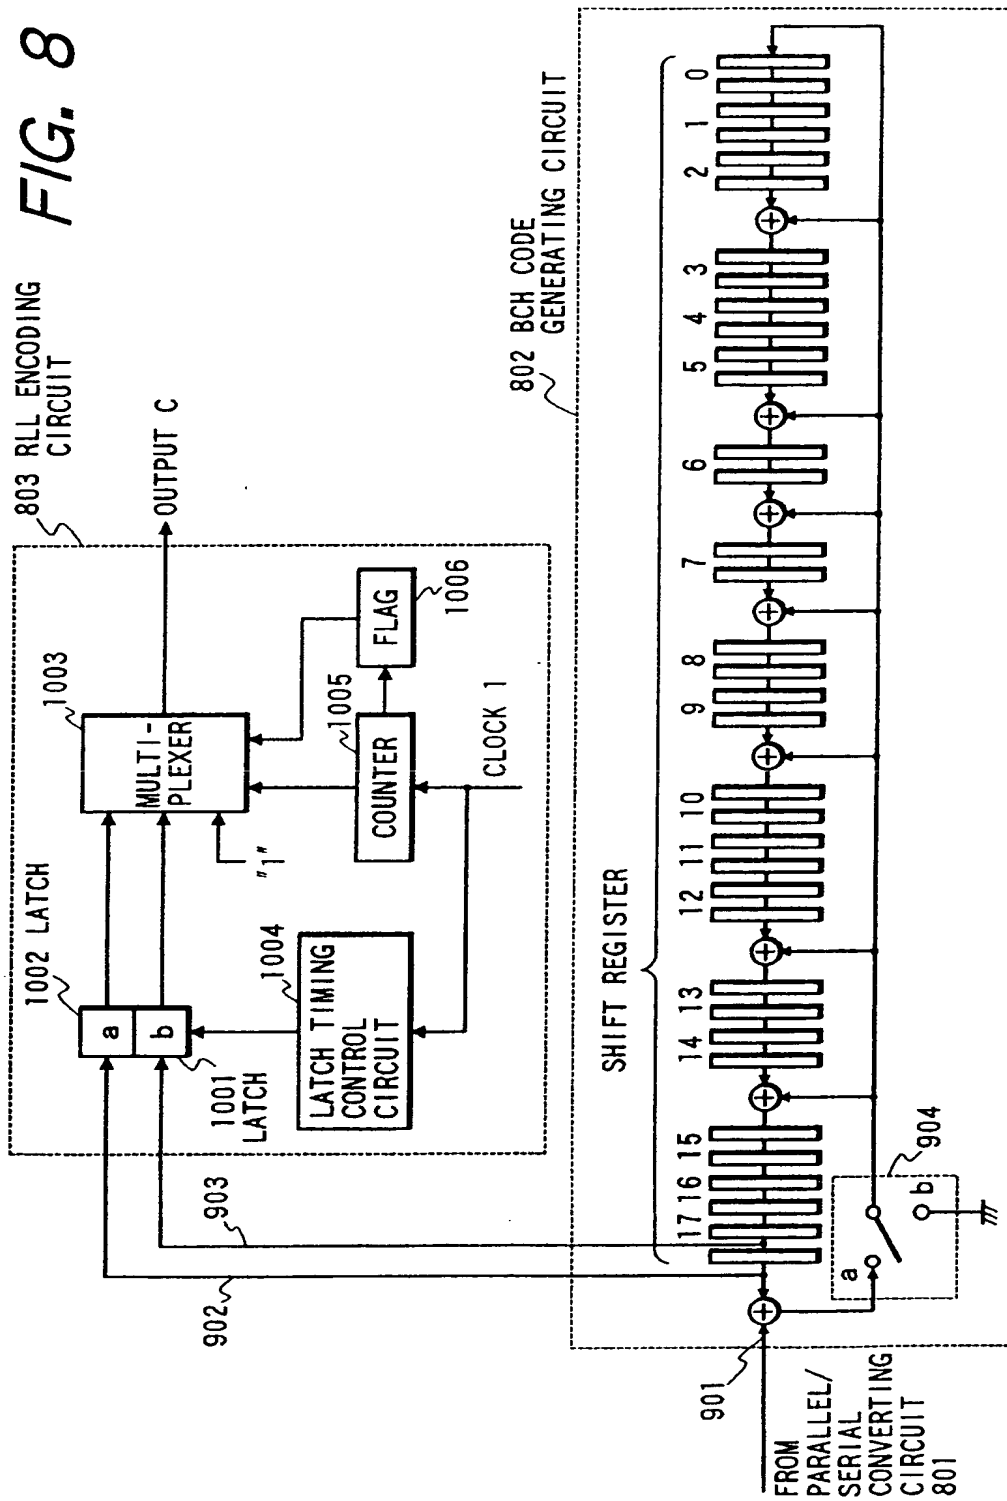 FIG. 8
803 RLL ENCODING
CIRCUIT
1002 LATCH
a
b
1001
LATCH
1003
MULTI-
PLEXER
OUTPUT C
"1"
1004
LATCH TIMING
CONTROL
CIRCUIT
1005
COUNTER
FLAG
1006
CLOCK 1
902
903
802 BCH CODE
GENERATING CIRCUIT
SHIFT REGISTER
17 16 15 14 13 12 11 10 9 8 7 6 5 4 3 2 1 0
901
FROM
PARALLEL/
SERIAL
CONVERTING
CIRCUIT
801
a
b
904